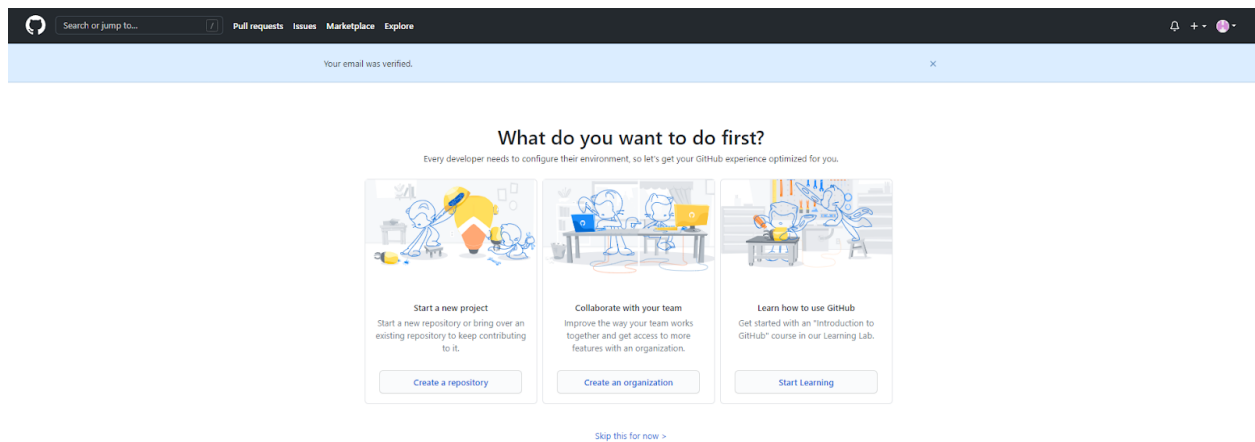 Search or jump to... /
Pull requests Issues Marketplace Explore
Your email was verified.
What do you want to do first?
Every developer needs to configure their environment, so let's get your GitHub experience optimized for you.
Start a new project
Start a new repository or bring over an
existing repository to keep contributing
to it.
Create a repository
Collaborate with your team
Improve the way your team works
together and get access to more
features with an organization.
Create an organization
Learn how to use GitHub
Get started with an "Introduction to
GitHub" course in our Learning Lab.
Start Learning
Skip this for now >